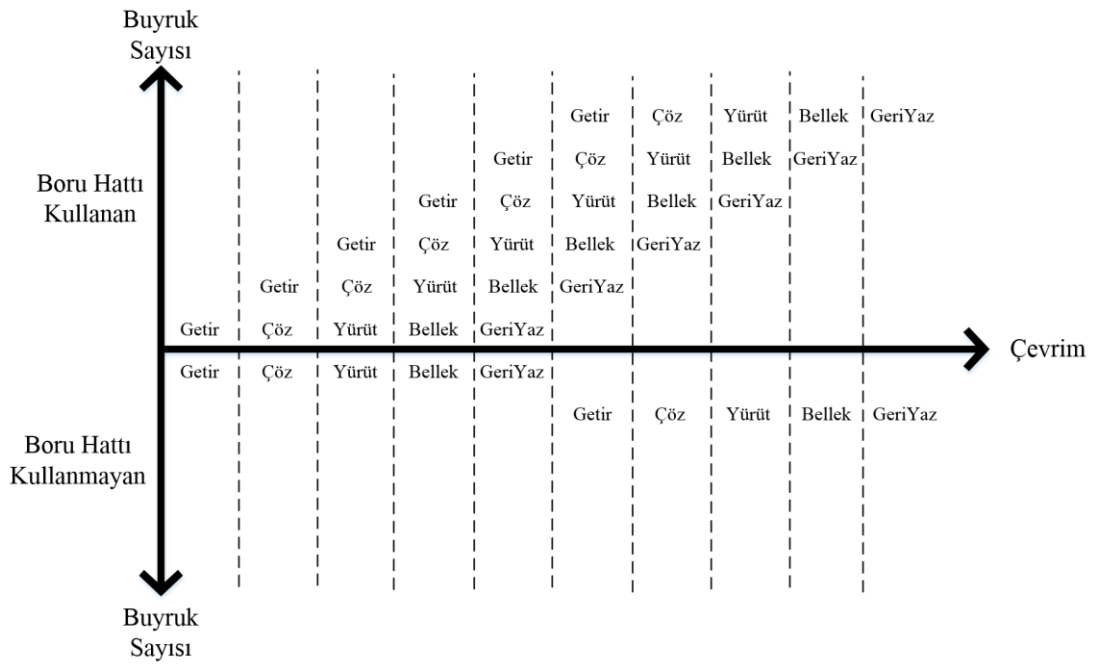 Buyruk
Sayısı
Getir Çöz Yürüt Bellek GeriYaz
Getir Çöz Yürüt Bellek GeriYaz
Boru Hattı
Kullanan
Getir Çöz Yürüt Bellek GeriYaz
Getir Çöz Yürüt Bellek GeriYaz
Getir Çöz Yürüt Bellek GeriYaz
Getir Çöz Yürüt Bellek GeriYaz
Çevrim
Getir Çöz Yürüt Bellek GeriYaz
Getir Çöz Yürüt Bellek GeriYaz
Boru Hattı
Kullanmayan
Buyruk
Sayısı